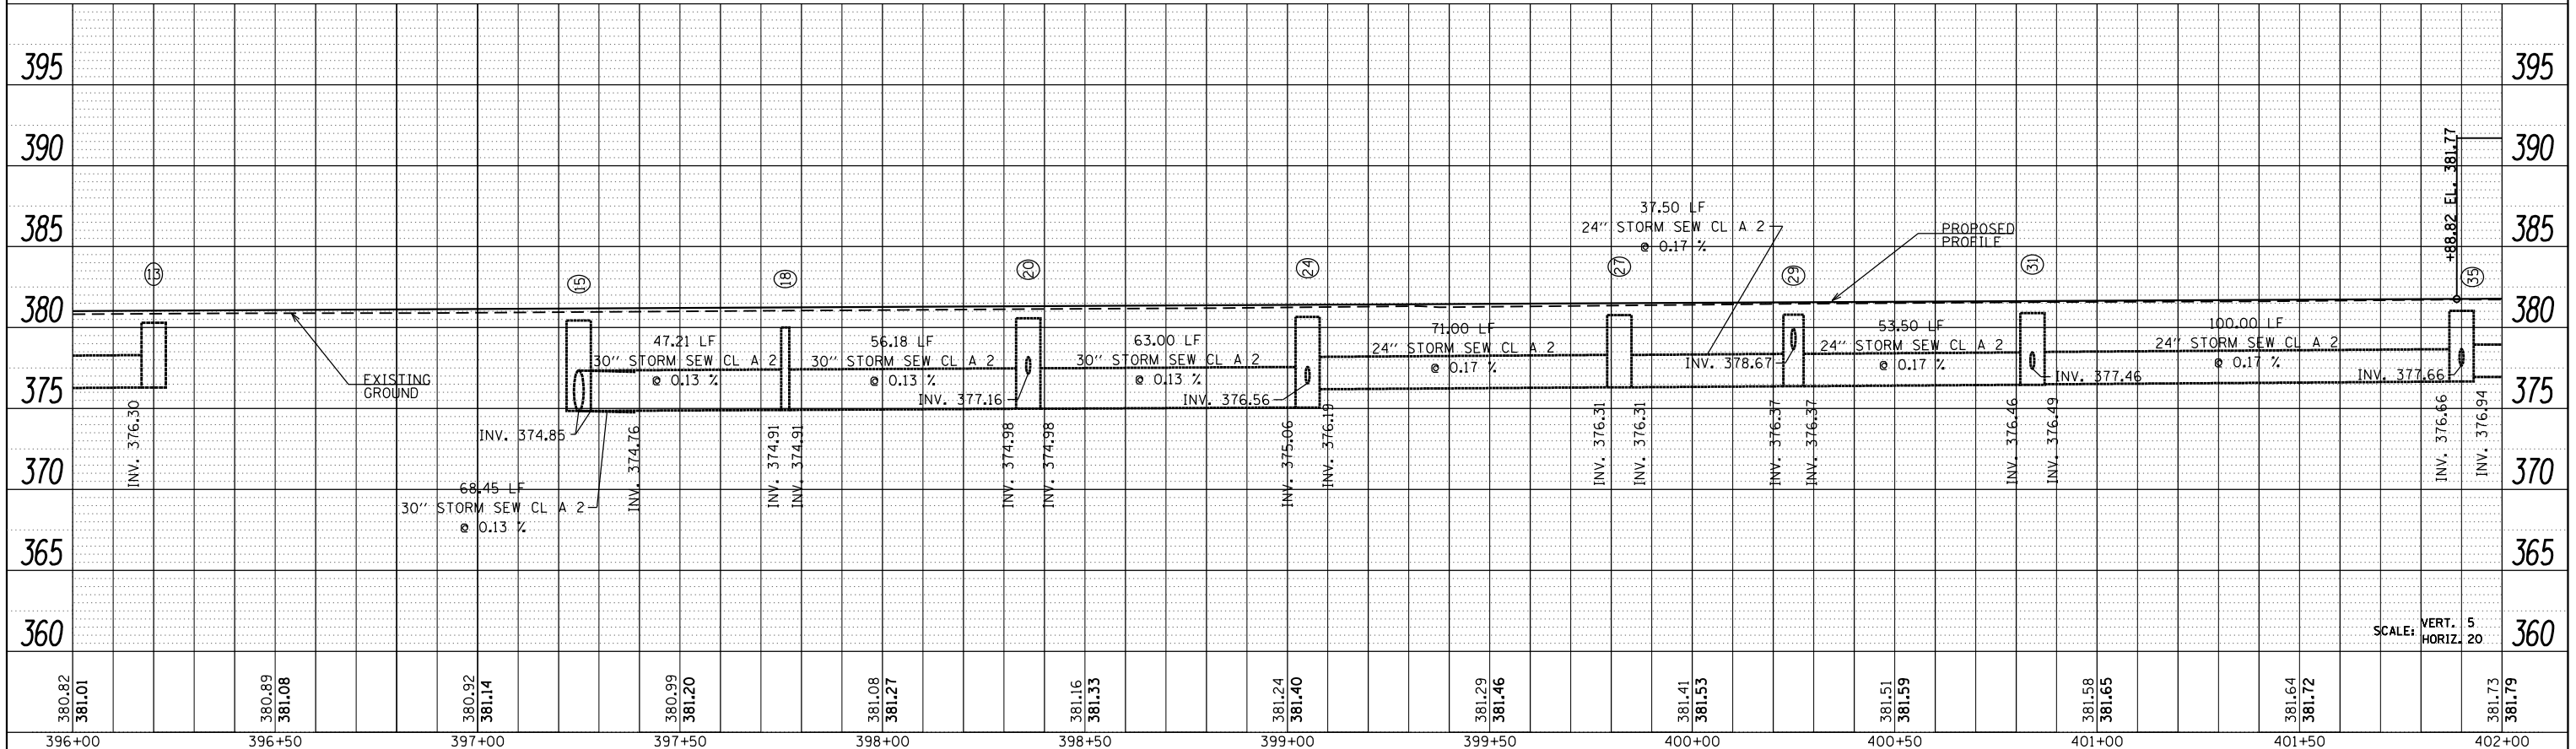 395
395
390
390
+88.82 EL. 381.77
385
385
37.50 LF
24'' STORM SEW CL A 2
@ 0.17 %
PROPOSED
PROFILE
13
15
18
20
24
27
29
31
35
380
380
47.21 LF
30'' STORM SEW CL A 2
@ 0.13 %
56.18 LF
30'' STORM SEW CL A 2
@ 0.13 %
63.00 LF
30'' STORM SEW CL A 2
@ 0.13 %
71.00 LF
24'' STORM SEW CL A 2
@ 0.17 %
53.50 LF
24'' STORM SEW CL A 2
@ 0.17 %
100.00 LF
24'' STORM SEW CL A 2
@ 0.17 %
EXISTING
GROUND
INV. 377.16
INV. 376.56
INV. 378.67
INV. 377.46
INV. 377.66
375
375
INV. 376.30
INV. 374.85
INV. 374.76
INV. 374.91
INV. 374.91
INV. 374.98
INV. 374.98
INV. 375.06
INV. 376.19
INV. 376.31
INV. 376.31
INV. 376.37
INV. 376.37
INV. 376.46
INV. 376.49
INV. 376.66
INV. 376.94
370
370
68.45 LF
30'' STORM SEW CL A 2
@ 0.13 %
365
365
360
360
SCALE: VERT. 5
HORIZ. 20
380.82
381.01
380.89
381.08
380.92
381.14
380.99
381.20
381.08
381.27
381.16
381.33
381.24
381.40
381.29
381.46
381.41
381.53
381.51
381.59
381.58
381.65
381.64
381.72
381.73
381.79
396+00
396+50
397+00
397+50
398+00
398+50
399+00
399+50
400+00
400+50
401+00
401+50
402+00